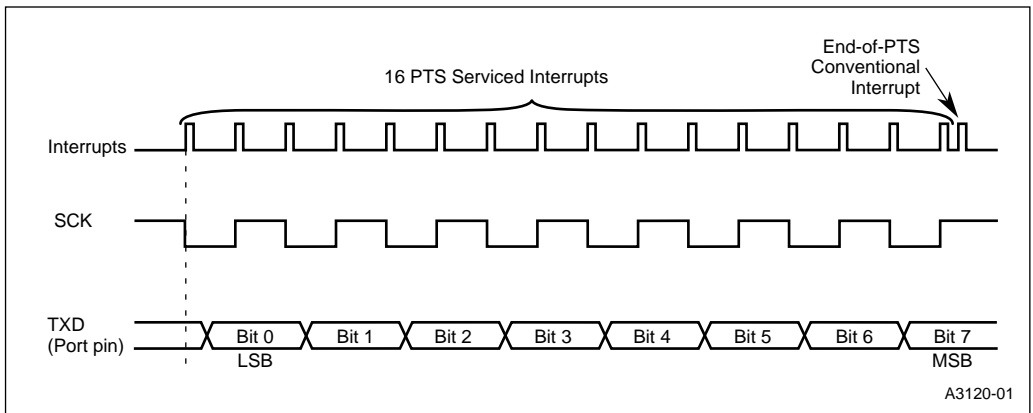 End-of-PTS
Conventional
Interrupt
16 PTS Serviced Interrupts
Interrupts
SCK
TXD
(Port pin)
Bit 0 Bit 1 Bit 2 Bit 3 Bit 4 Bit 5 Bit 6 Bit 7
LSB MSB
A3120-01